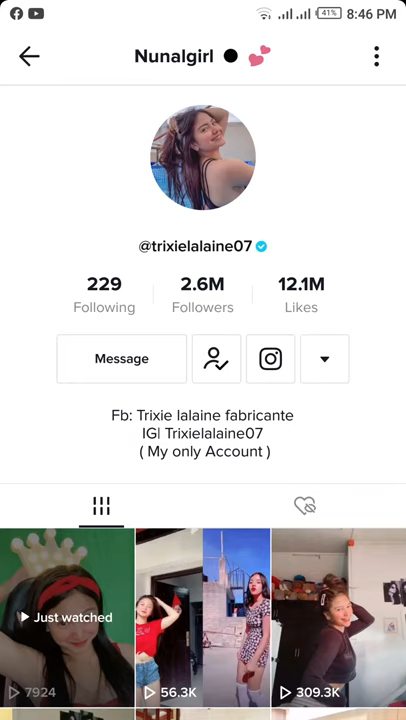 41% 8:46 PM
Nunalgirl ⚫ 💕
@trixielalaine07
229 2.6M 12.1M
Following Followers Likes
Message
Fb: Trixie lalaine fabricante
IG| Trixielalaine07
( My only Account )
Just watched
7924 56.3K 309.3K